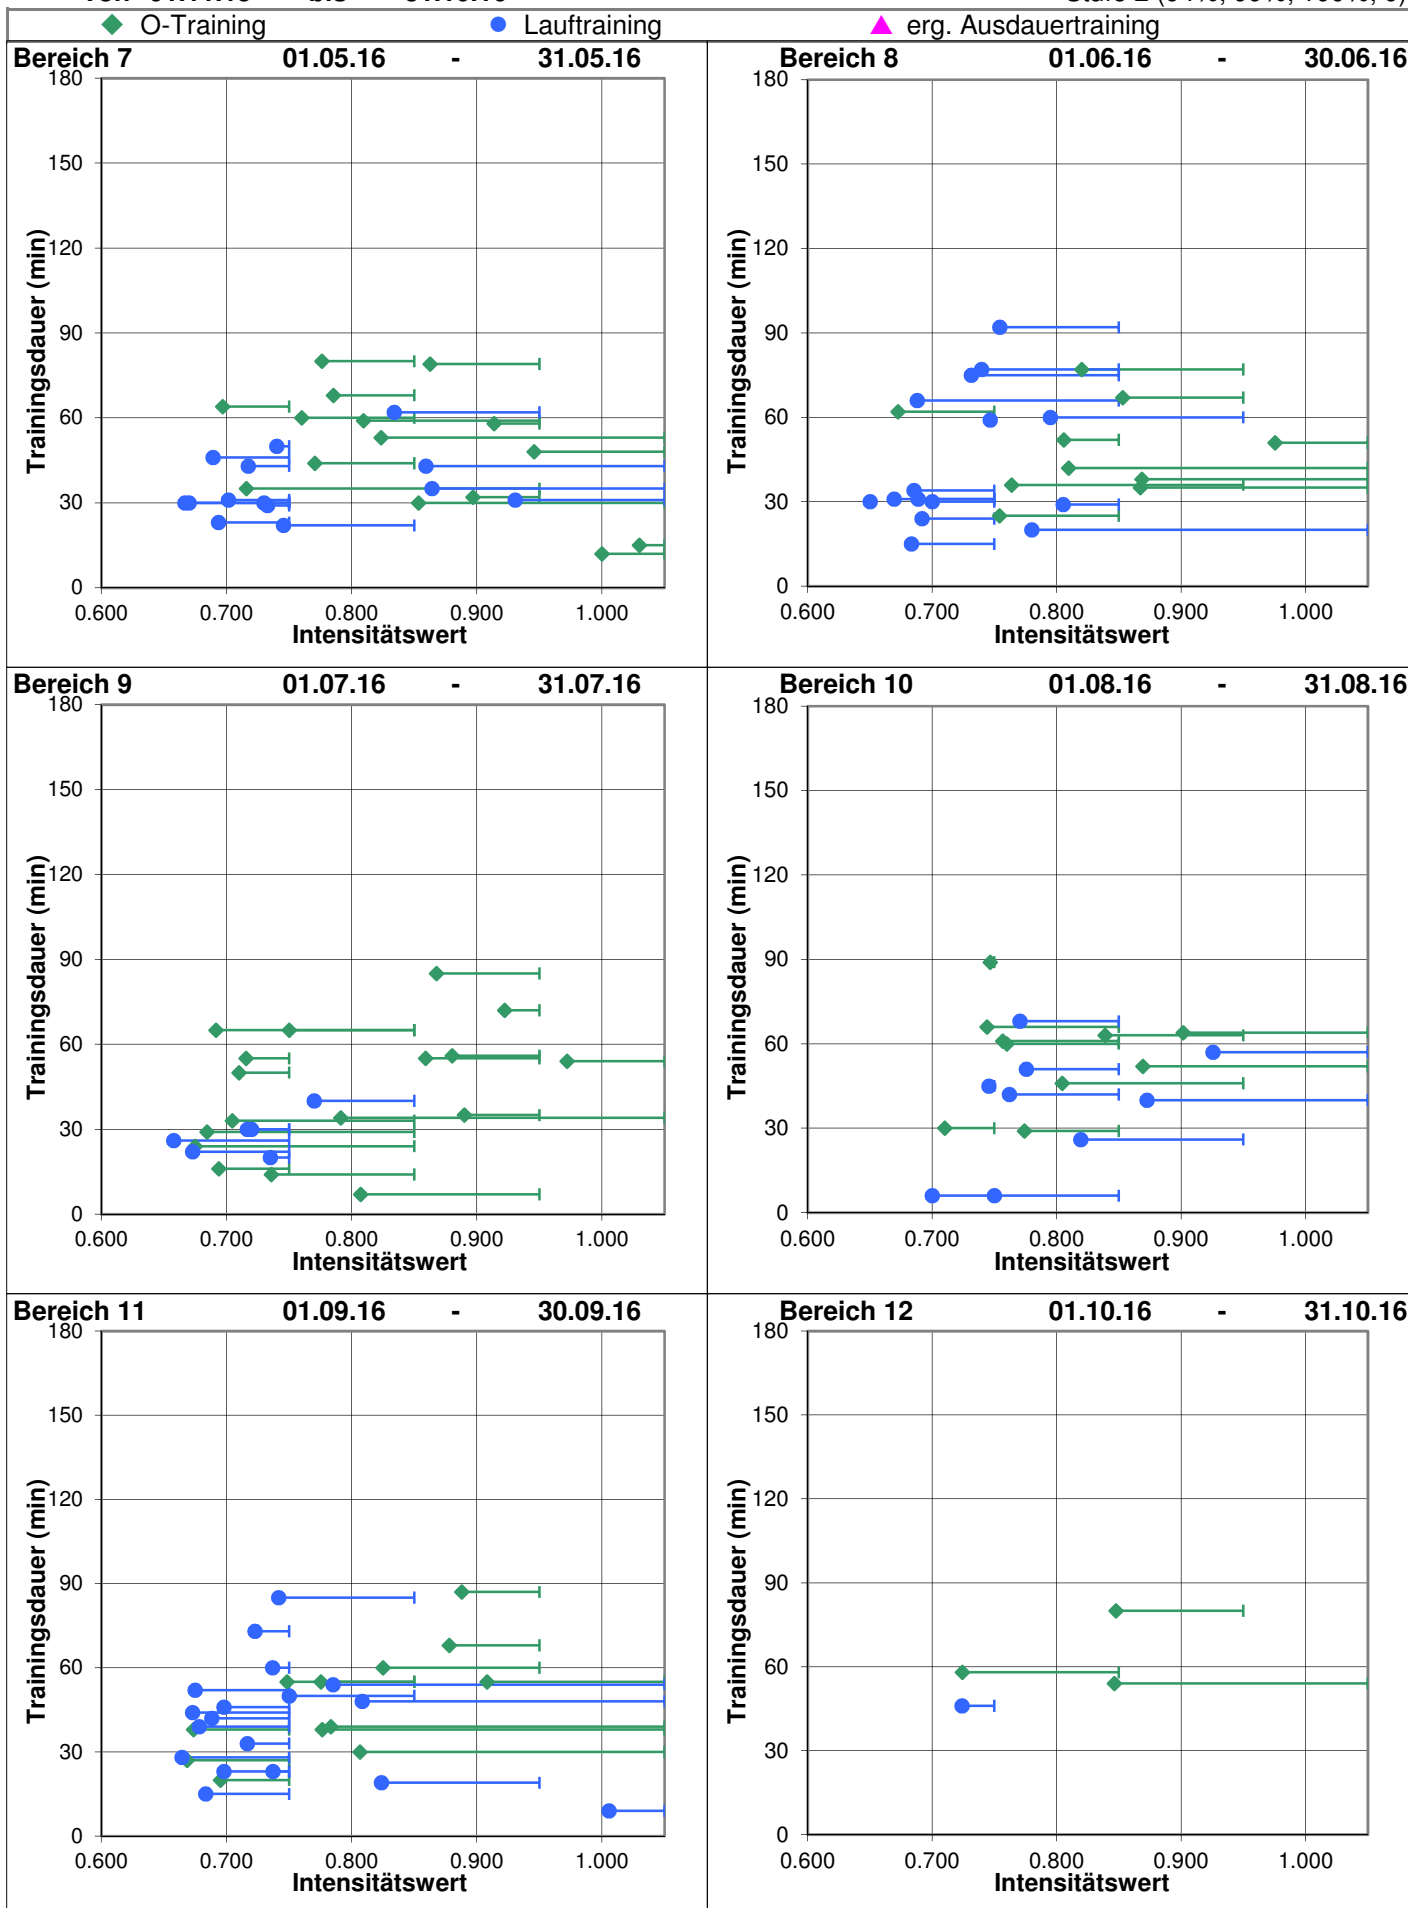 O-Training Lauftraining erg. Ausdauertraining
Bereich 7 01.05.16 - 31.05.16
180
150
120
90
60
30
0
Trainingsdauer (min)
0.600 0.700 0.800 0.900 1.000
Intensitätswert
Bereich 8 01.06.16 - 30.06.16
180
150
120
90
60
30
0
Trainingsdauer (min)
0.600 0.700 0.800 0.900 1.000
Intensitätswert
Bereich 9 01.07.16 - 31.07.16
180
150
120
90
60
30
0
Trainingsdauer (min)
0.600 0.700 0.800 0.900 1.000
Intensitätswert
Bereich 10 01.08.16 - 31.08.16
180
150
120
90
60
30
0
Trainingsdauer (min)
0.600 0.700 0.800 0.900 1.000
Intensitätswert
Bereich 11 01.09.16 - 30.09.16
180
150
120
90
60
30
0
Trainingsdauer (min)
0.600 0.700 0.800 0.900 1.000
Intensitätswert
Bereich 12 01.10.16 - 31.10.16
180
150
120
90
60
30
0
Trainingsdauer (min)
0.600 0.700 0.800 0.900 1.000
Intensitätswert